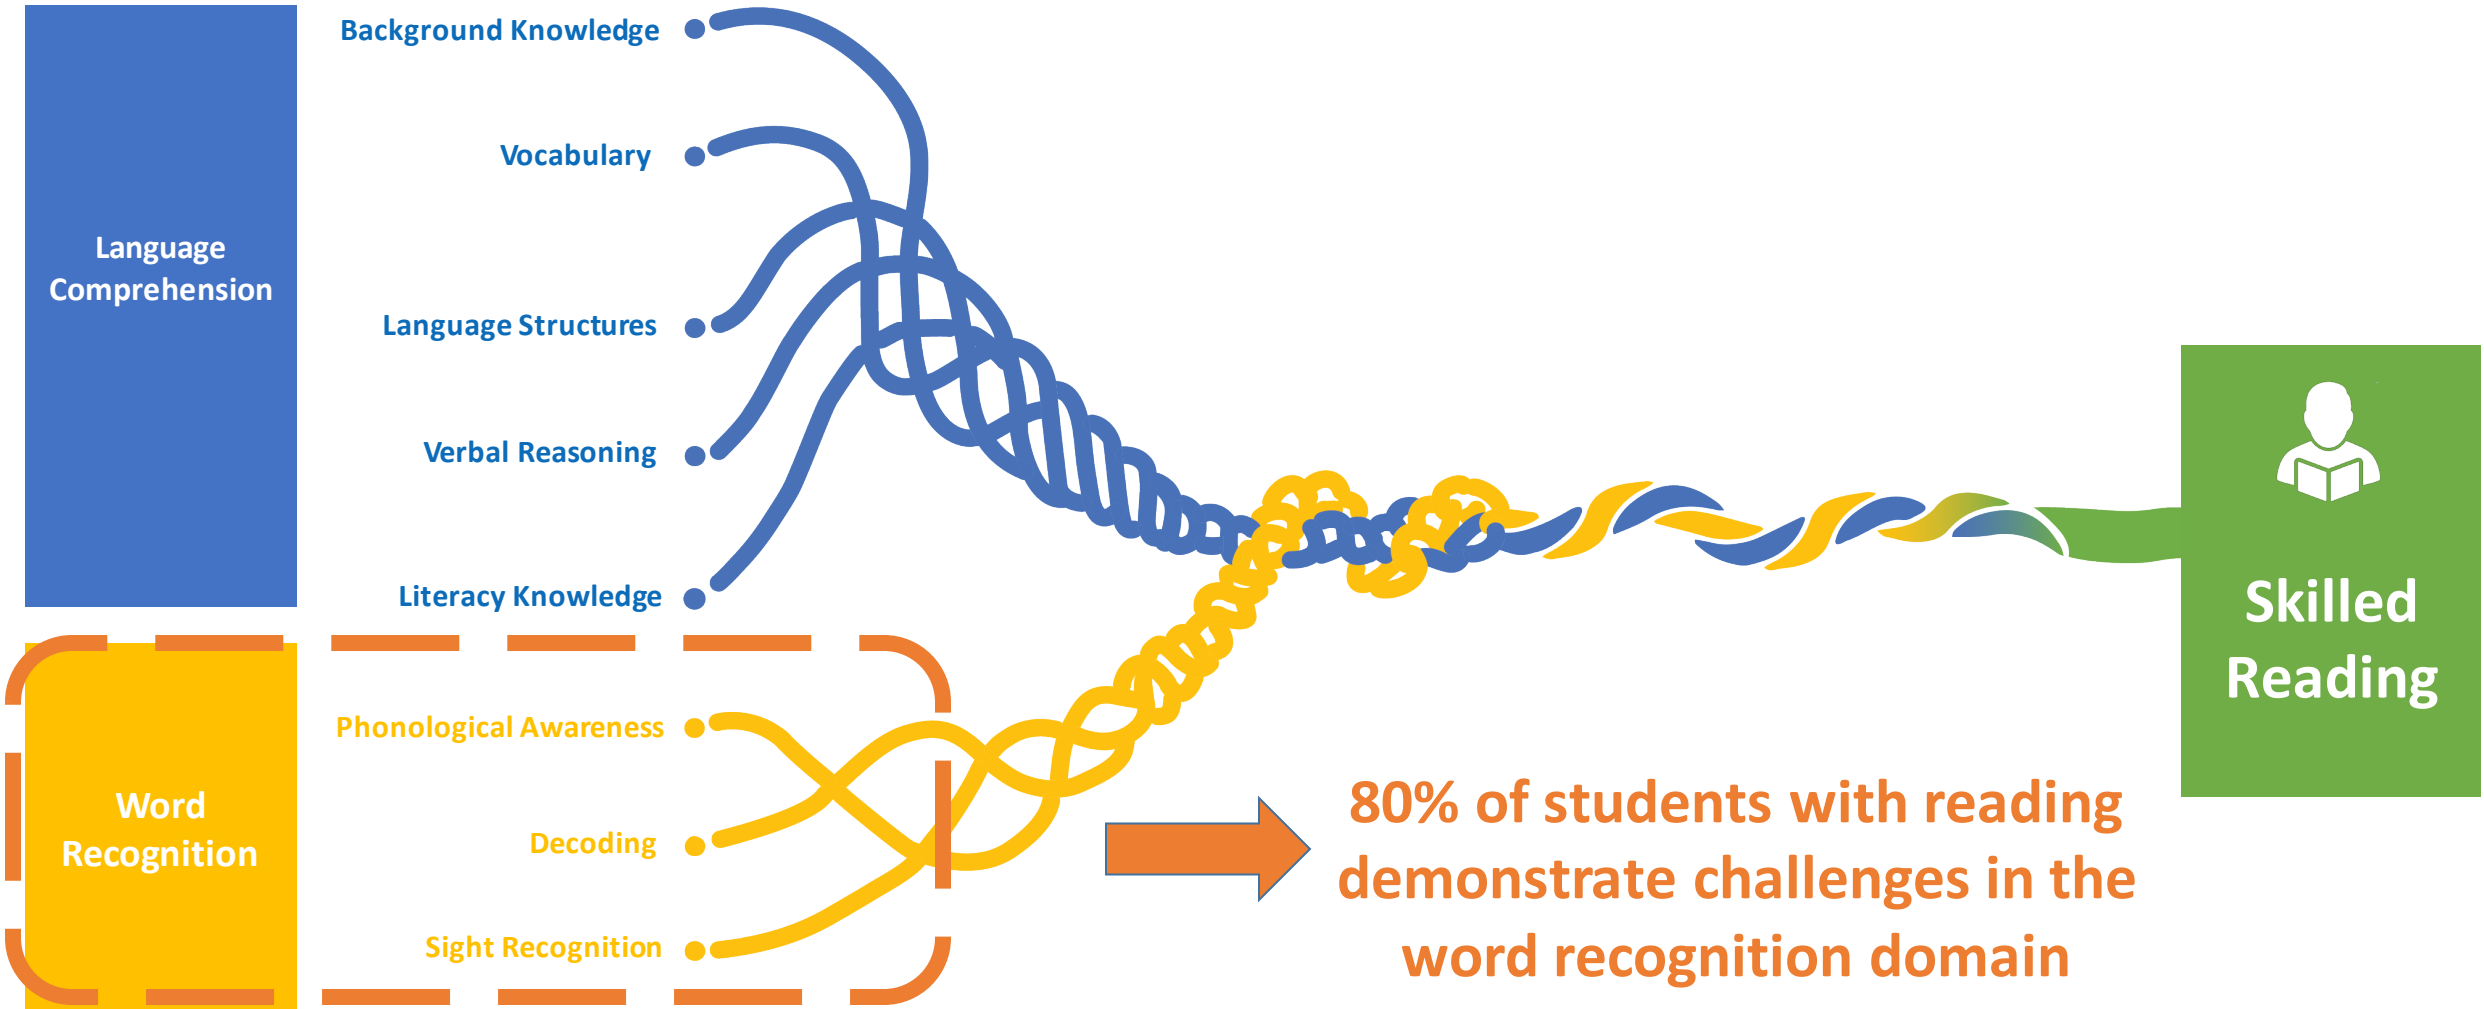 Language
Comprehension
Background Knowledge
Vocabulary
Language Structures
Verbal Reasoning
Literacy Knowledge
Word
Recognition
Phonological Awareness
Decoding
Sight Recognition
80% of students with reading
demonstrate challenges in the
word recognition domain
Skilled
Reading